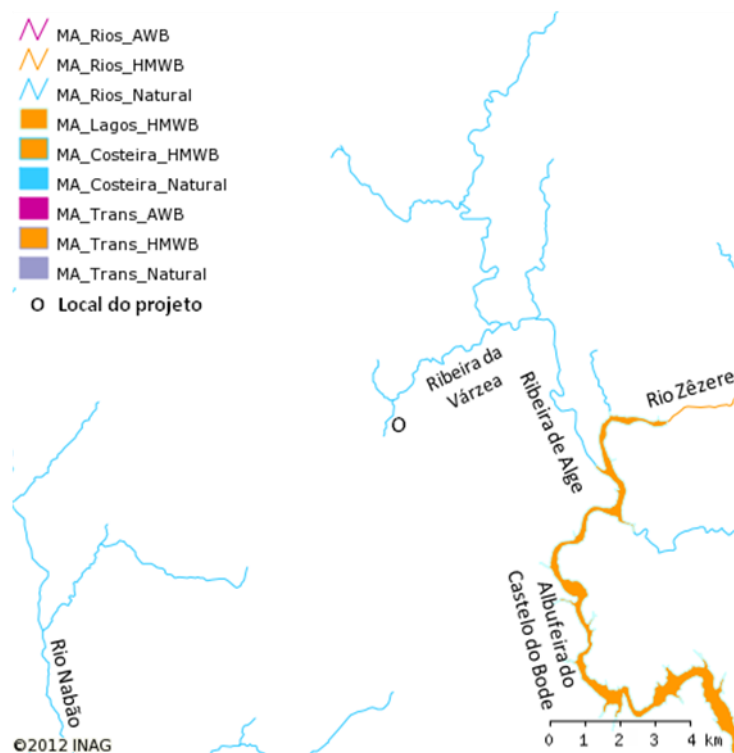 MA_Rios_AWB
MA_Rios_HMWB
MA_Rios_Natural
MA_Lagos_HMWB
MA_Costeira_HMWB
MA_Costeira_Natural
MA_Trans_AWB
MA_Trans_HMWB
MA_Trans_Natural
O Local do projeto
Ribeira da
Várzea
Ribeira de Alge
Rio Zêzere
Albufeira do
Castelo do Bode
Rio Nabão
©2012 INAG
0 1 2 4 km